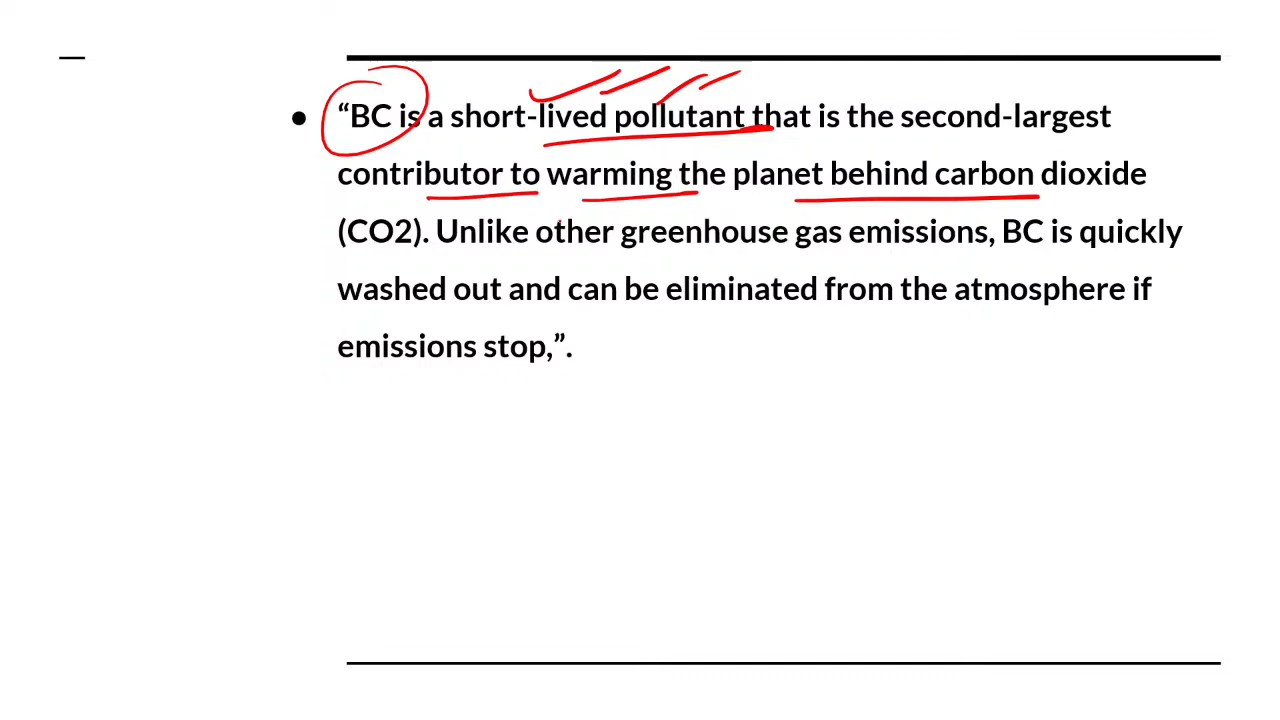 ● “BC is a short-lived pollutant that is the second-largest
contributor to warming the planet behind carbon dioxide
(CO2). Unlike other greenhouse gas emissions, BC is quickly
washed out and can be eliminated from the atmosphere if
emissions stop,”.